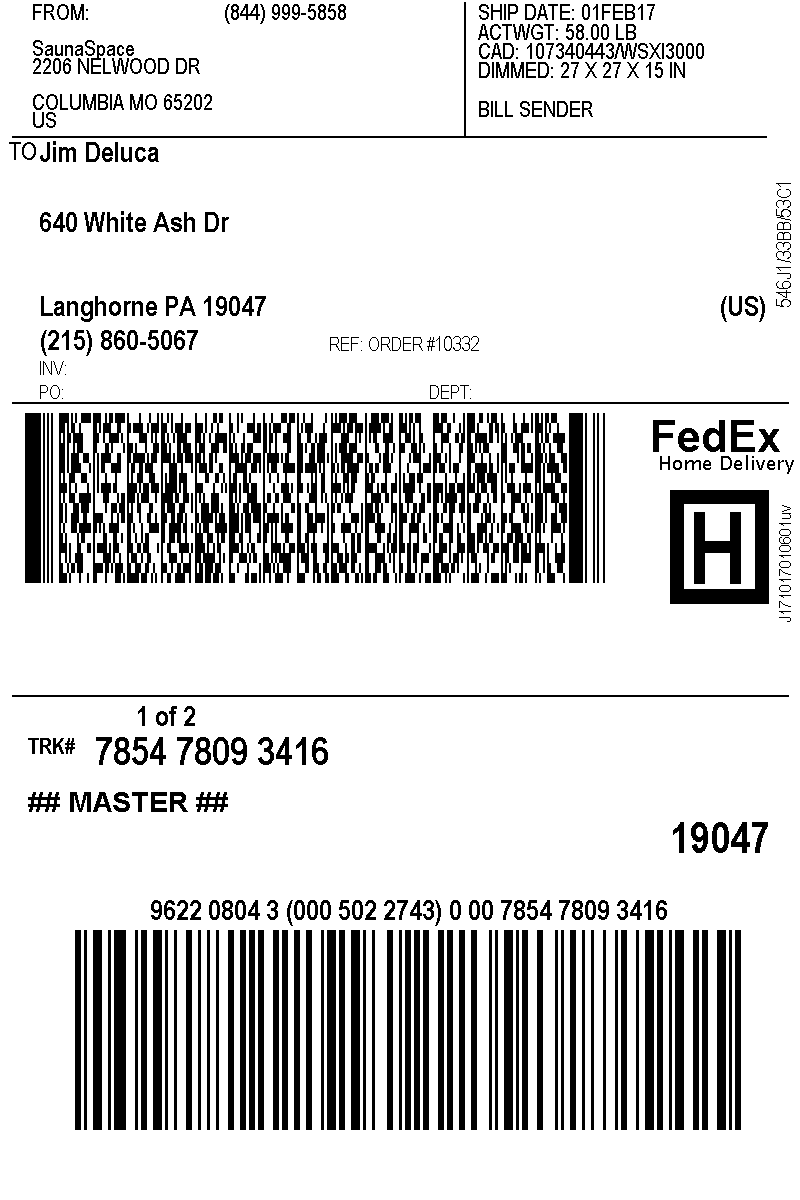 FROM: (844) 999-5858
SaunaSpace
2206 NELWOOD DR
COLUMBIA MO 65202
US
SHIP DATE: 01FEB17
ACTWGT: 58.00 LB
CAD: 107340443/WSXI3000
DIMMED: 27 X 27 X 15 IN
BILL SENDER
TO Jim Deluca
640 White Ash Dr
Langhorne PA 19047 (US)
(215) 860-5067 REF: ORDER #10332
INV:
PO: DEPT:
546J1/33BB/53C1
FedEx
Home Delivery
H
J171017010601uv
1 of 2
TRK# 7854 7809 3416
## MASTER ##
19047
9622 0804 3 (000 502 2743) 0 00 7854 7809 3416